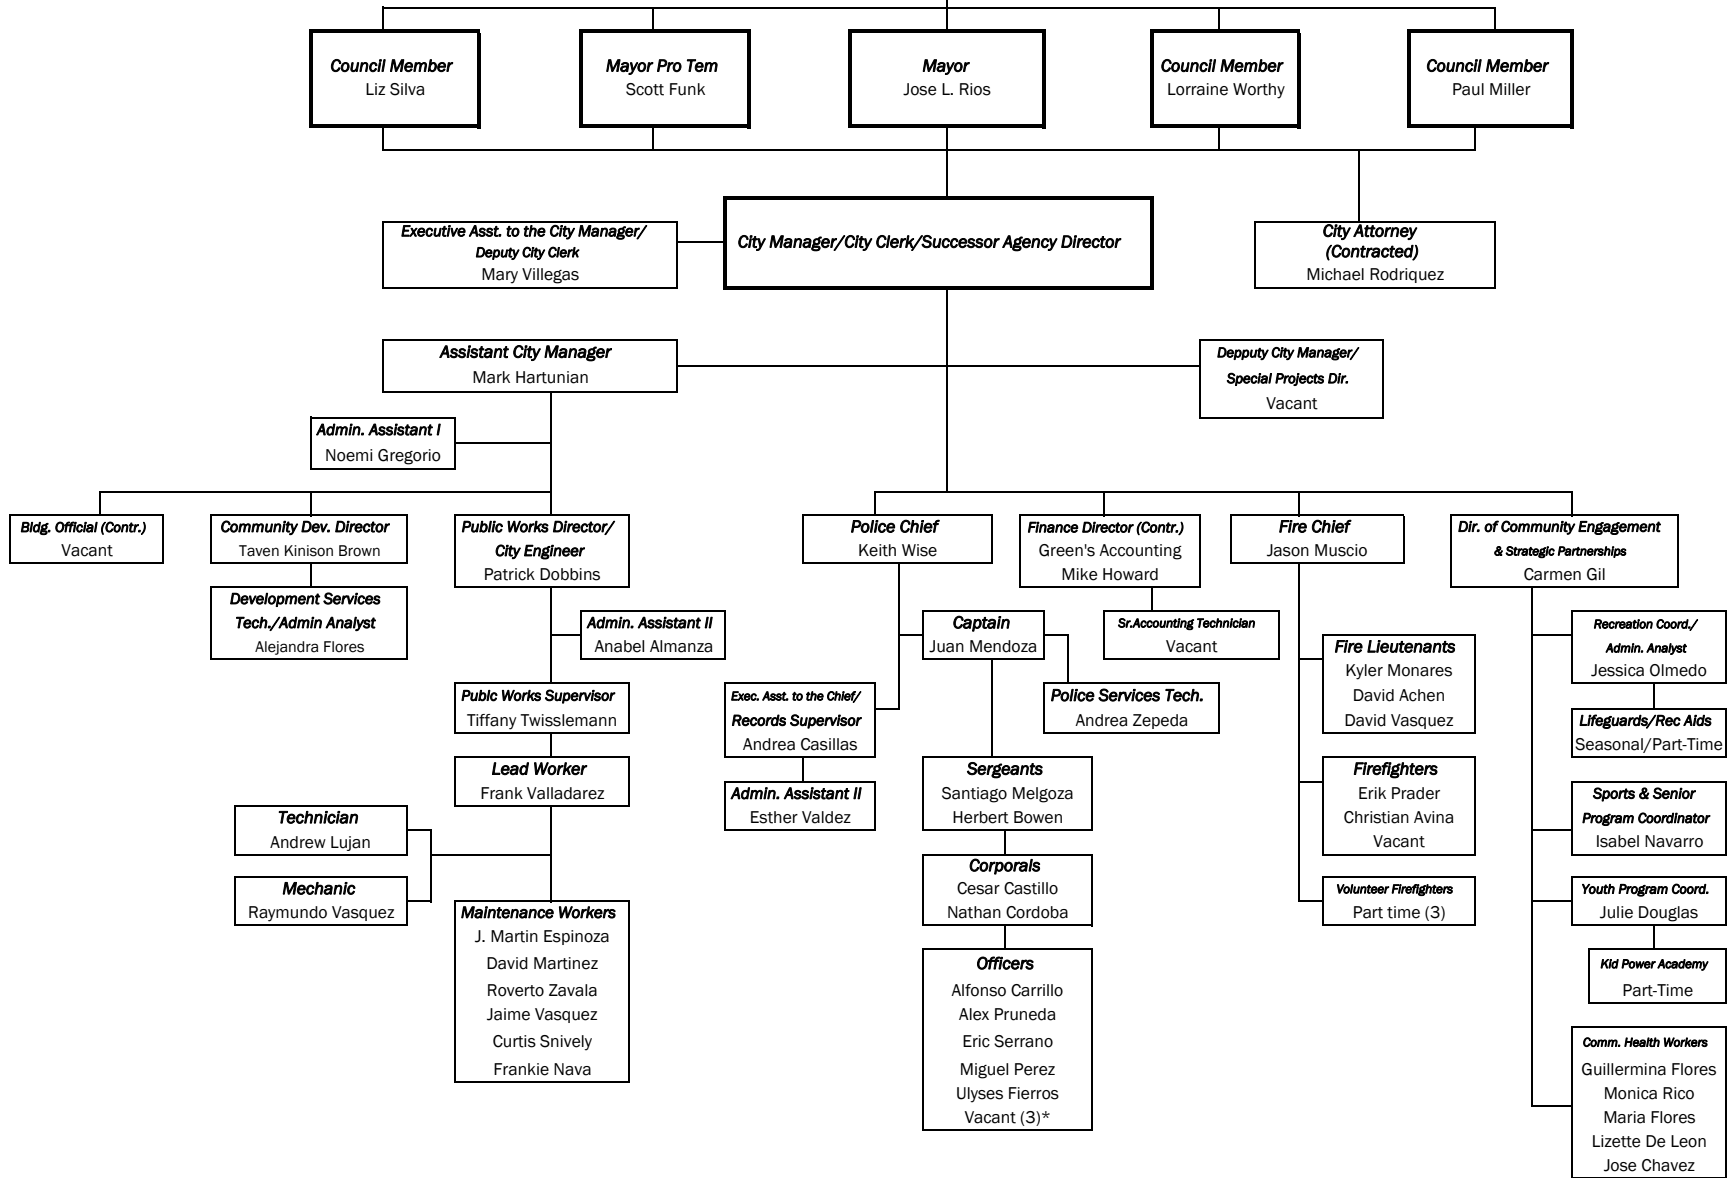 Council Member
Liz Silva
Mayor Pro Tem
Scott Funk
Mayor
Jose L. Rios
Council Member
Lorraine Worthy
Council Member
Paul Miller
Executive Asst. to the City Manager/
Deputy City Clerk
Mary Villegas
City Manager/City Clerk/Successor Agency Director
City Attorney
(Contracted)
Michael Rodriquez
Assistant City Manager
Mark Hartunian
Depputy City Manager/
Special Projects Dir.
Vacant
Admin. Assistant I
Noemi Gregorio
Bldg. Official (Contr.)
Vacant
Community Dev. Director
Taven Kinison Brown
Development Services
Tech./Admin Analyst
Alejandra Flores
Public Works Director/
City Engineer
Patrick Dobbins
Admin. Assistant II
Anabel Almanza
Publc Works Supervisor
Tiffany Twisslemann
Lead Worker
Frank Valladarez
Technician
Andrew Lujan
Mechanic
Raymundo Vasquez
Maintenance Workers
J. Martin Espinoza
David Martinez
Roverto Zavala
Jaime Vasquez
Curtis Snively
Frankie Nava
Police Chief
Keith Wise
Captain
Juan Mendoza
Exec. Asst. to the Chief/
Records Supervisor
Andrea Casillas
Admin. Assistant II
Esther Valdez
Police Services Tech.
Andrea Zepeda
Sergeants
Santiago Melgoza
Herbert Bowen
Corporals
Cesar Castillo
Nathan Cordoba
Officers
Alfonso Carrillo
Alex Pruneda
Eric Serrano
Miguel Perez
Ulyses Fierros
Vacant (3)*
Finance Director (Contr.)
Green's Accounting
Mike Howard
Sr.Accounting Technician
Vacant
Fire Chief
Jason Muscio
Fire Lieutenants
Kyler Monares
David Achen
David Vasquez
Firefighters
Erik Prader
Christian Avina
Vacant
Volunteer Firefighters
Part time (3)
Dir. of Community Engagement
& Strategic Partnerships
Carmen Gil
Recreation Coord./
Admin. Analyst
Jessica Olmedo
Lifeguards/Rec Aids
Seasonal/Part-Time
Sports & Senior
Program Coordinator
Isabel Navarro
Youth Program Coord.
Julie Douglas
Kid Power Academy
Part-Time
Comm. Health Workers
Guillermina Flores
Monica Rico
Maria Flores
Lizette De Leon
Jose Chavez